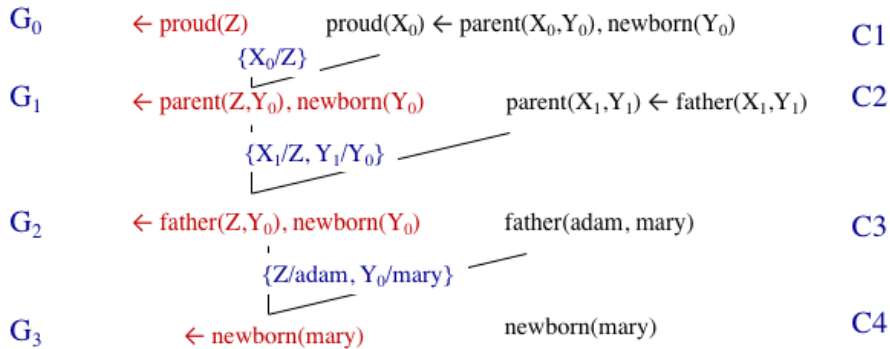 G₀ ← proud(Z) proud(X₀) ← parent(X₀,Y₀), newborn(Y₀) C1
{X₀/Z}
G₁ ← parent(Z,Y₀), newborn(Y₀) parent(X₁,Y₁) ← father(X₁,Y₁) C2
{X₁/Z, Y₁/Y₀}
G₂ ← father(Z,Y₀), newborn(Y₀) father(adam, mary) C3
{Z/adam, Y₀/mary}
G₃ ← newborn(mary) newborn(mary) C4